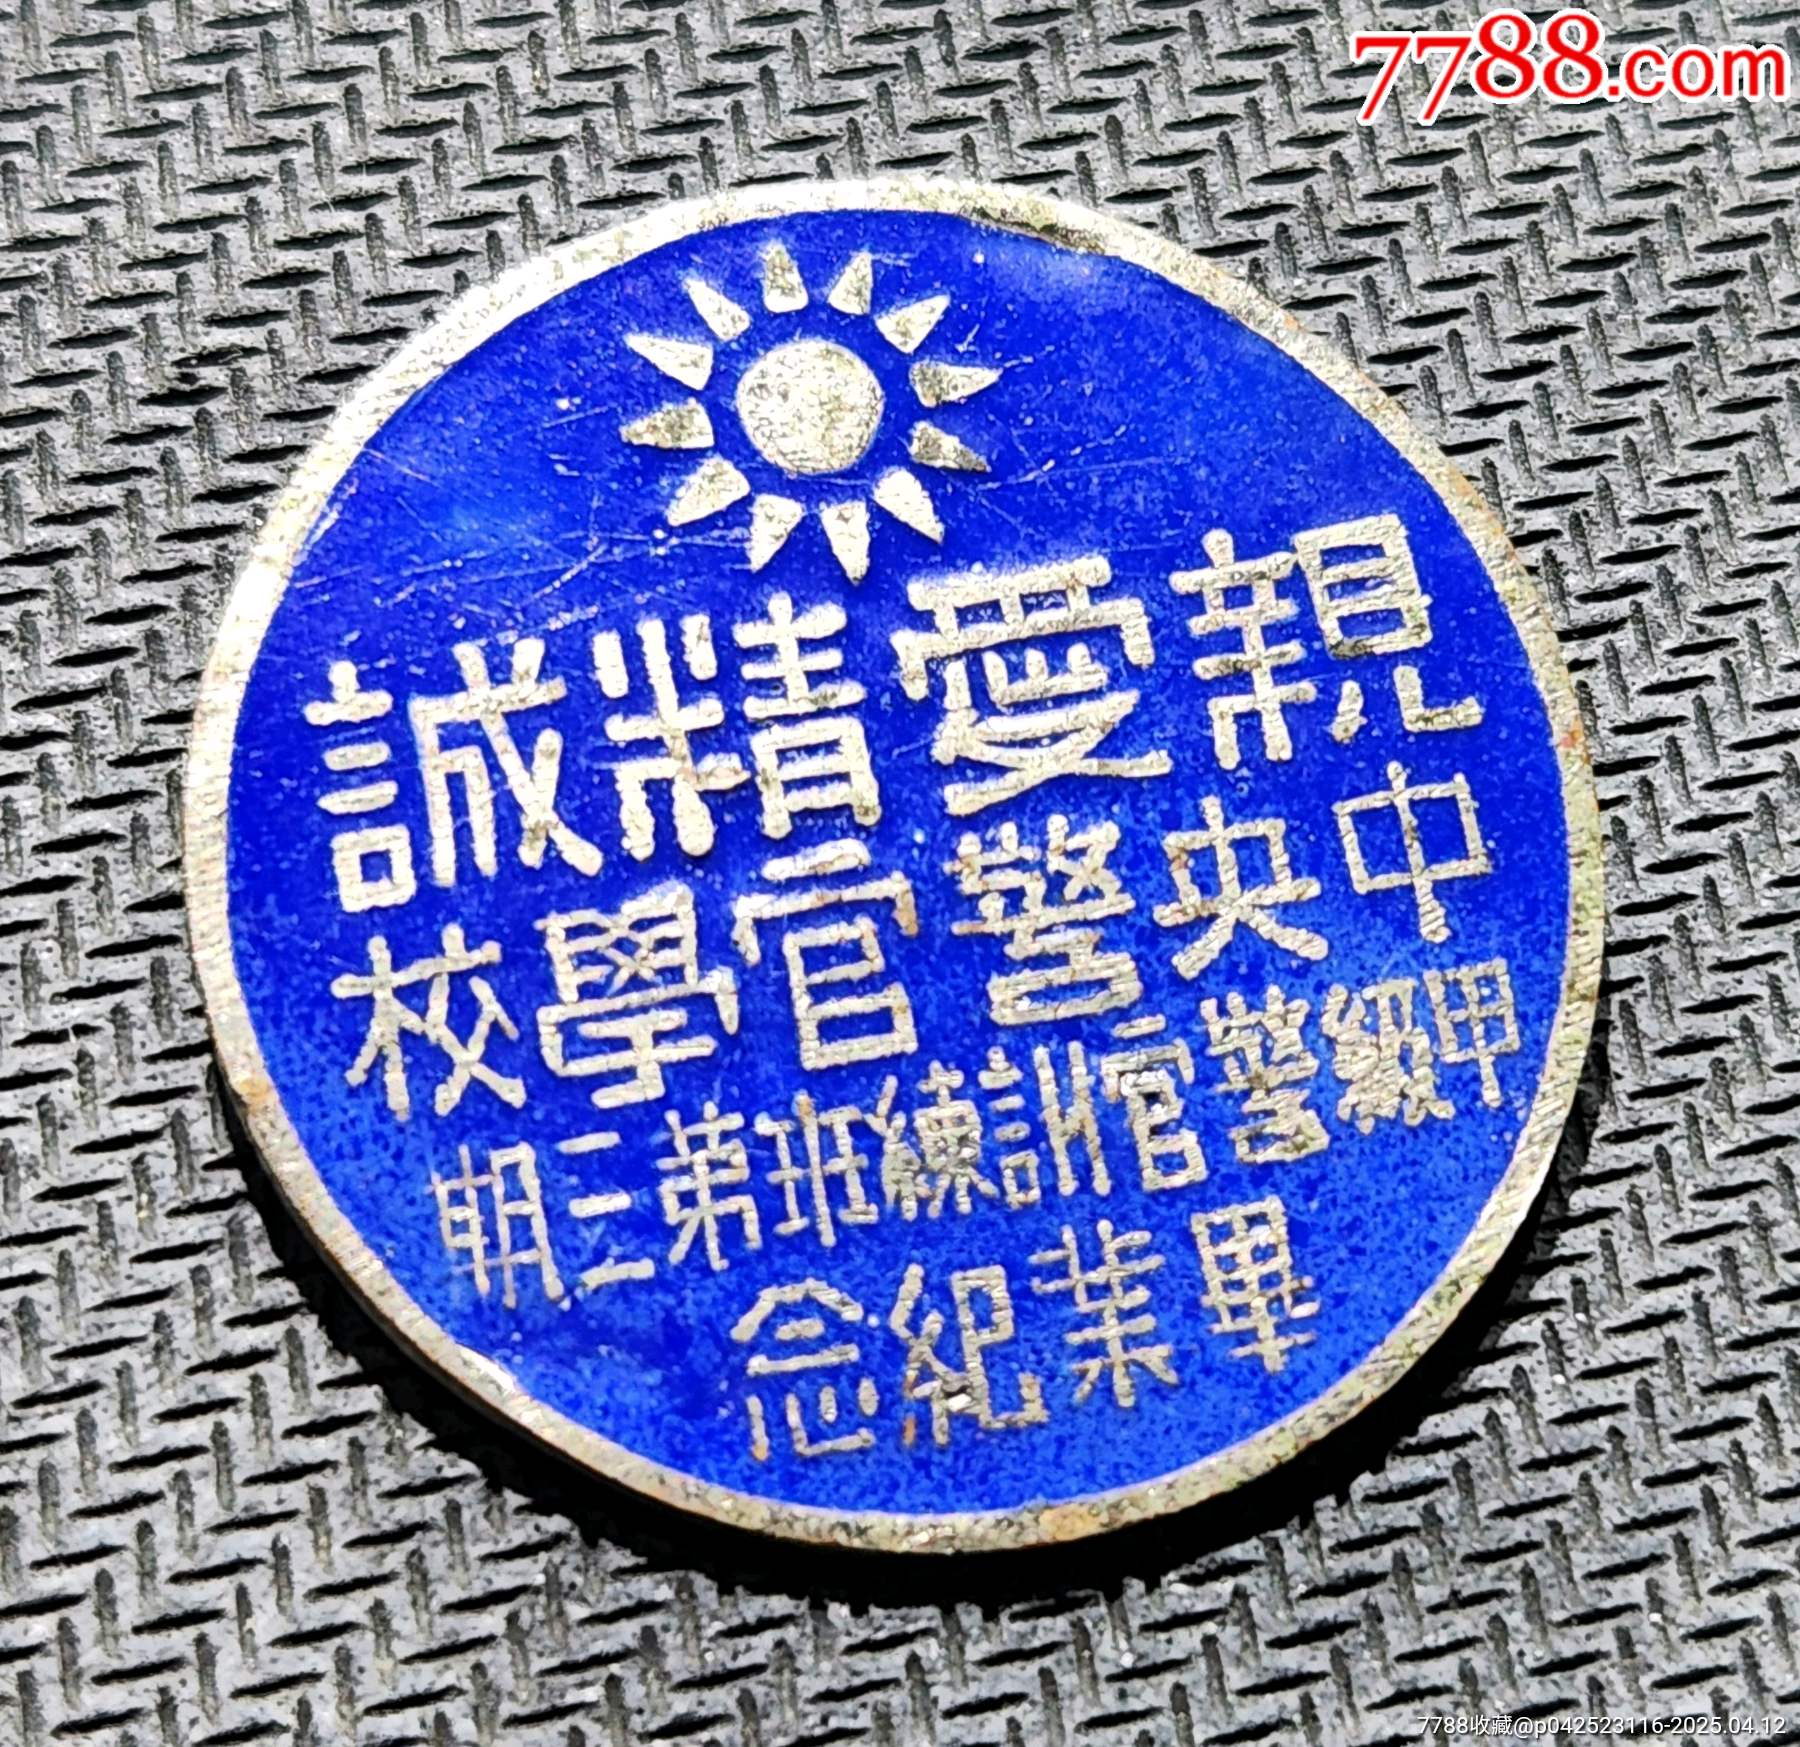 7788.com
親愛精誠
中央警官學校
甲級警官訓練班第三期
畢業紀念
7788收藏@p042523116-2025.04.12